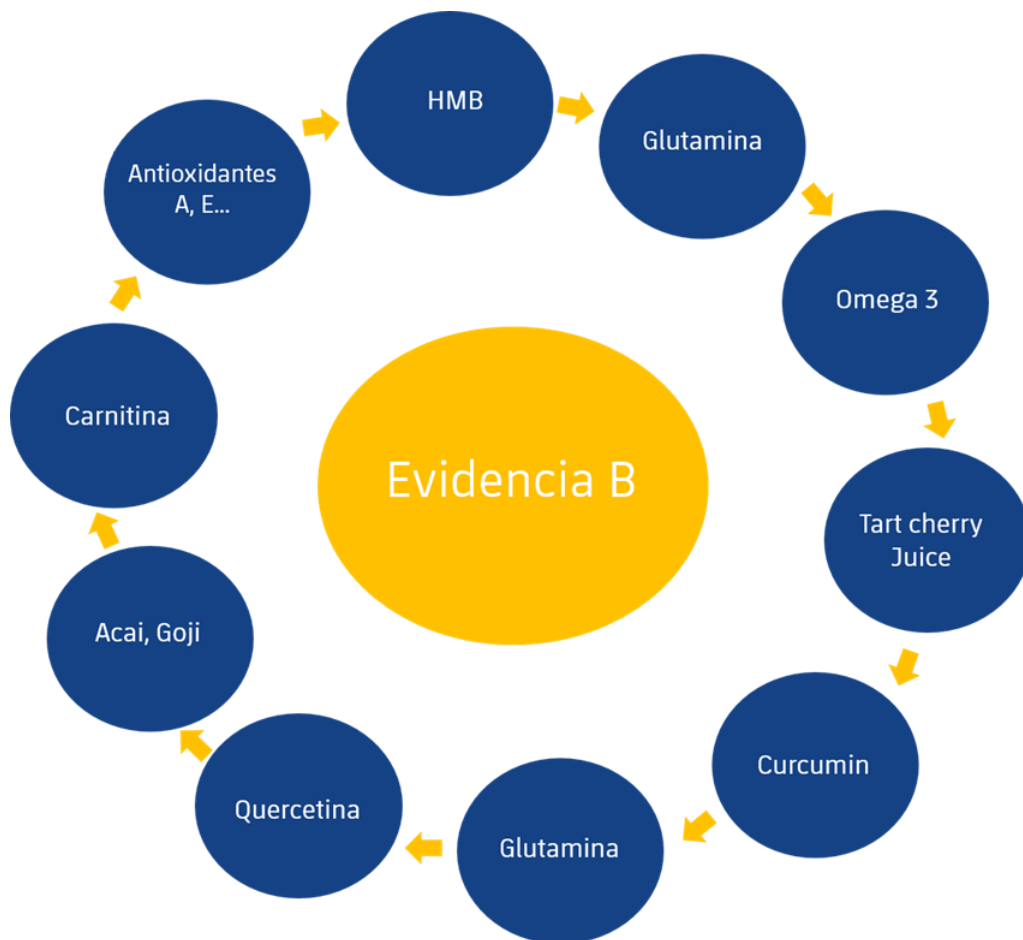 HMB
Glutamina
Omega 3
Tart cherry
Juice
Curcumin
Glutamina
Quercetina
Acai, Goji
Carnitina
Antioxidantes
A, E...
Evidencia B